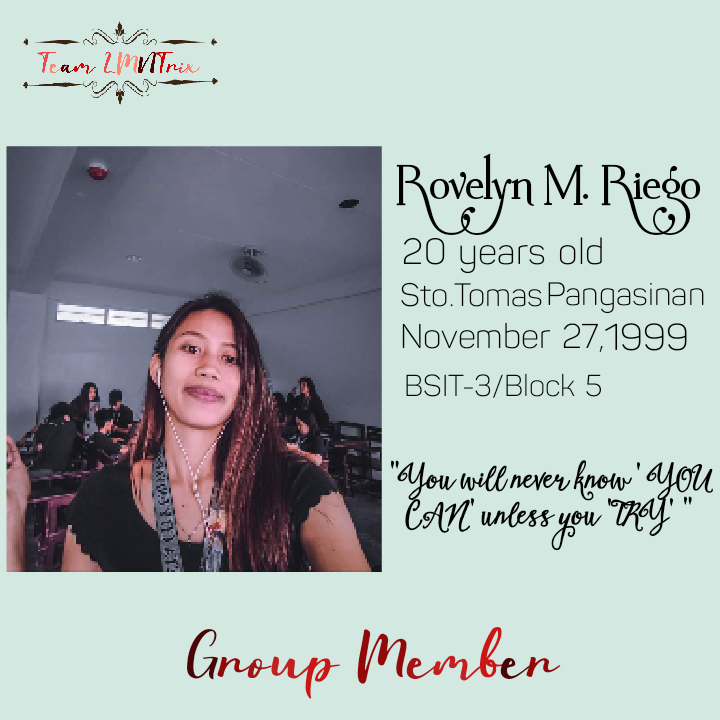 Team LMNTrix
Rovelyn M. Riego
20 years old
Sto.Tomas Pangasinan
November 27,1999
BSIT-3/Block 5
"You will never know ' YOU
CAN' unless you 'TRY' "
Group Member